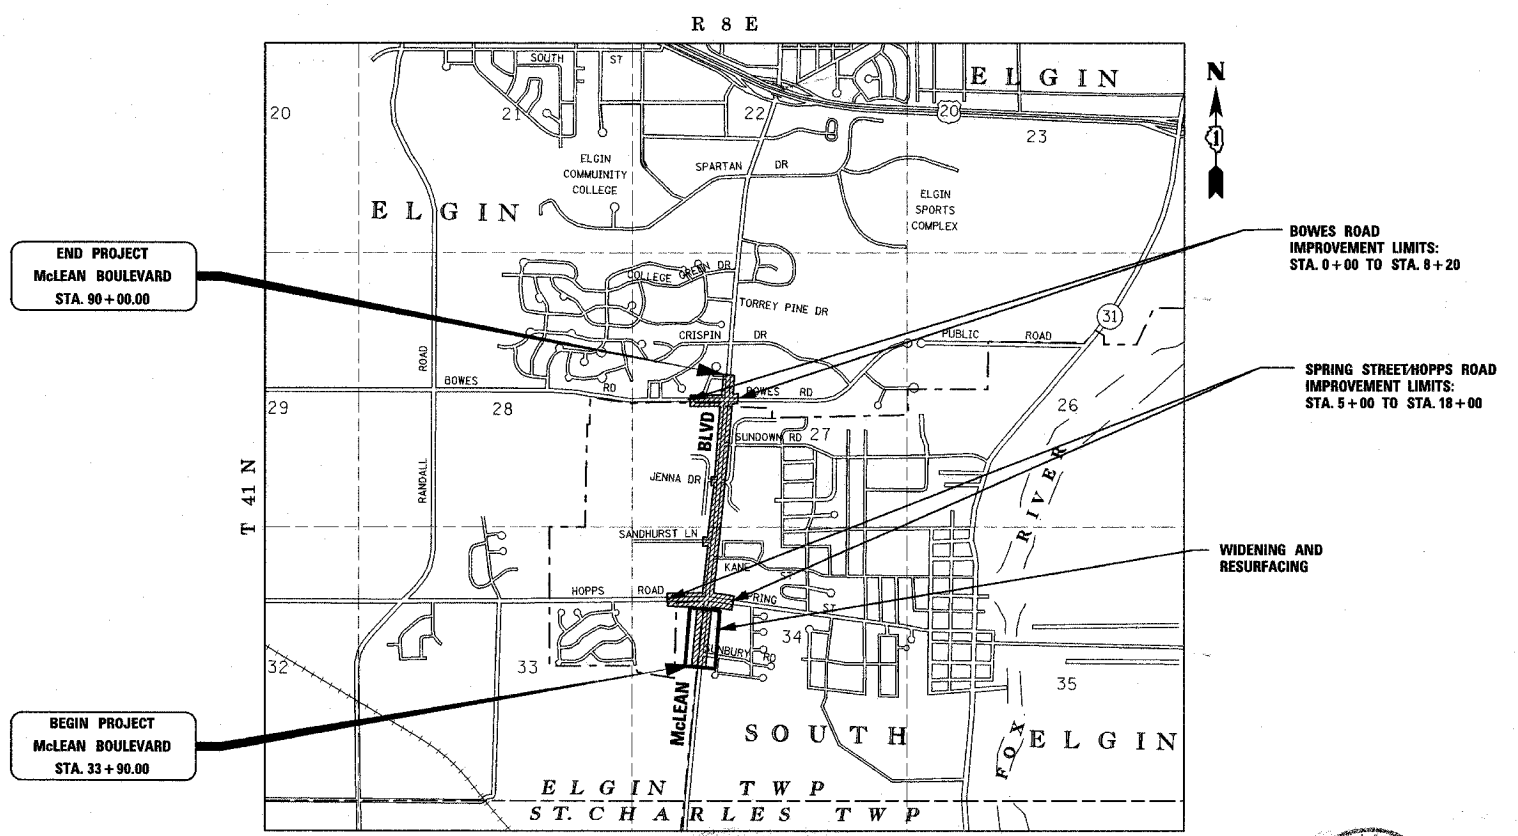 R 8 E
SOUTH ST
ELGIN
N
20
21
22
20
23
1
ELGIN
COMMUINITY
COLLEGE
SPARTAN DR
ELGIN
SPORTS
COMPLEX
ELGIN
END PROJECT
McLEAN BOULEVARD
STA. 90+00.00
BOWES ROAD
IMPROVEMENT LIMITS:
STA. 0+00 TO STA. 8+20
COLLEGE GREEN DR
TORREY PINE DR
31
CRISPIN DR
PUBLIC ROAD
ROAD
BOWES RD
BOWES RD
SPRING STREET/HOPPS ROAD
IMPROVEMENT LIMITS:
STA. 5+00 TO STA. 18+00
29
28
26
BLVD
SUNDOWN RD
27
T 41 N
RANDALL
JENNA DR
RIVER
SANDHURST LN
WIDENING AND
RESURFACING
KANE ST
HOPPS ROAD
SPRING ST
34
32
33
SUNBURY RD
35
McLEAN
BEGIN PROJECT
McLEAN BOULEVARD
STA. 33+90.00
SOUTH ELGIN
FOX
ELGIN TWP
ST. CHARLES TWP